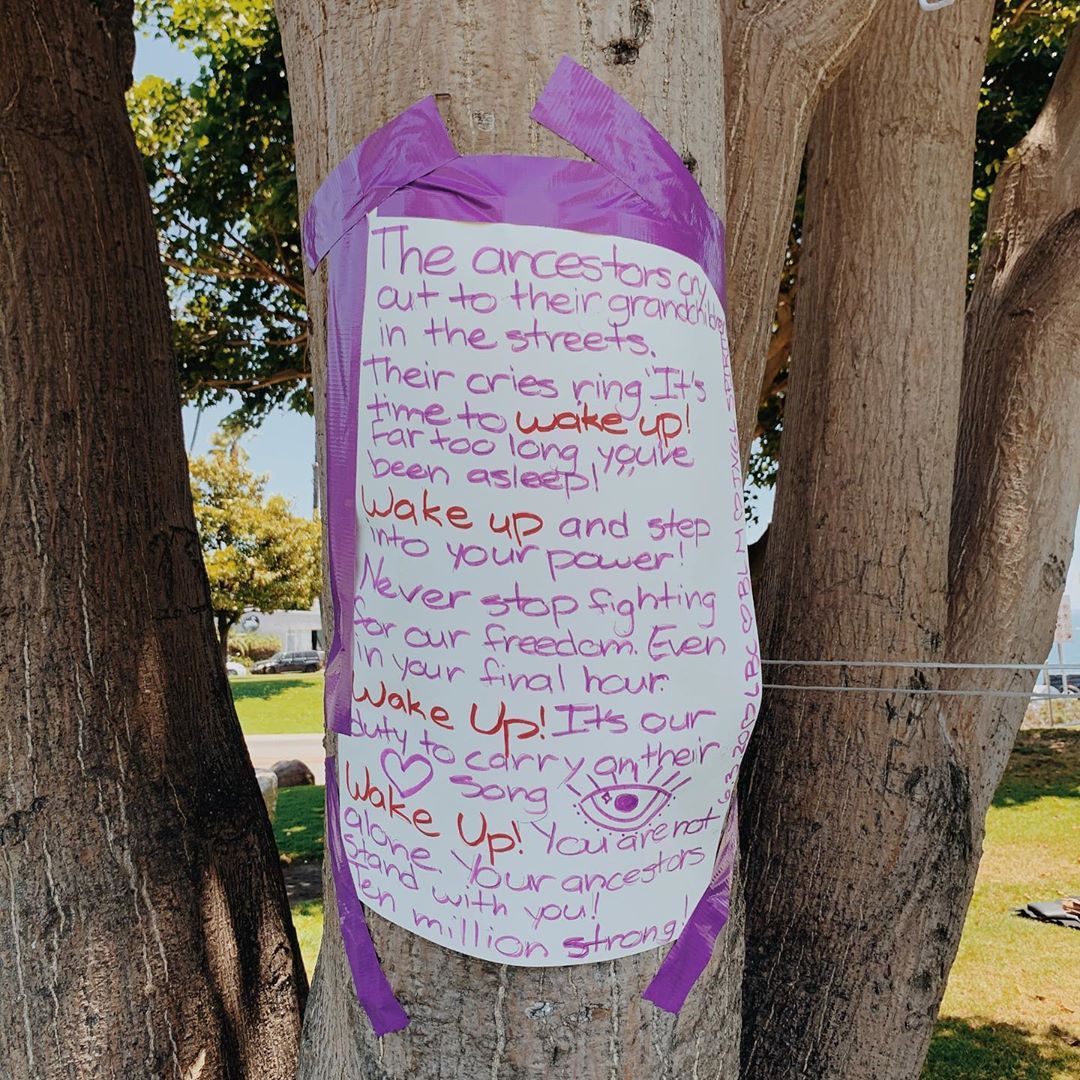 The ancestors cry
out to their grandchildren
in the streets.
Their cries ring "It's
time to wake up!
Far too long you've
been asleep!"
Wake up and step
into your power!
Never stop fighting
for our freedom. Even
in your final hour.
Wake Up! It's our
duty to carry on their
song
Wake Up! You are not
alone. Your ancestors
stand with you!
Ten million strong!
6.3.20 LBC BLM